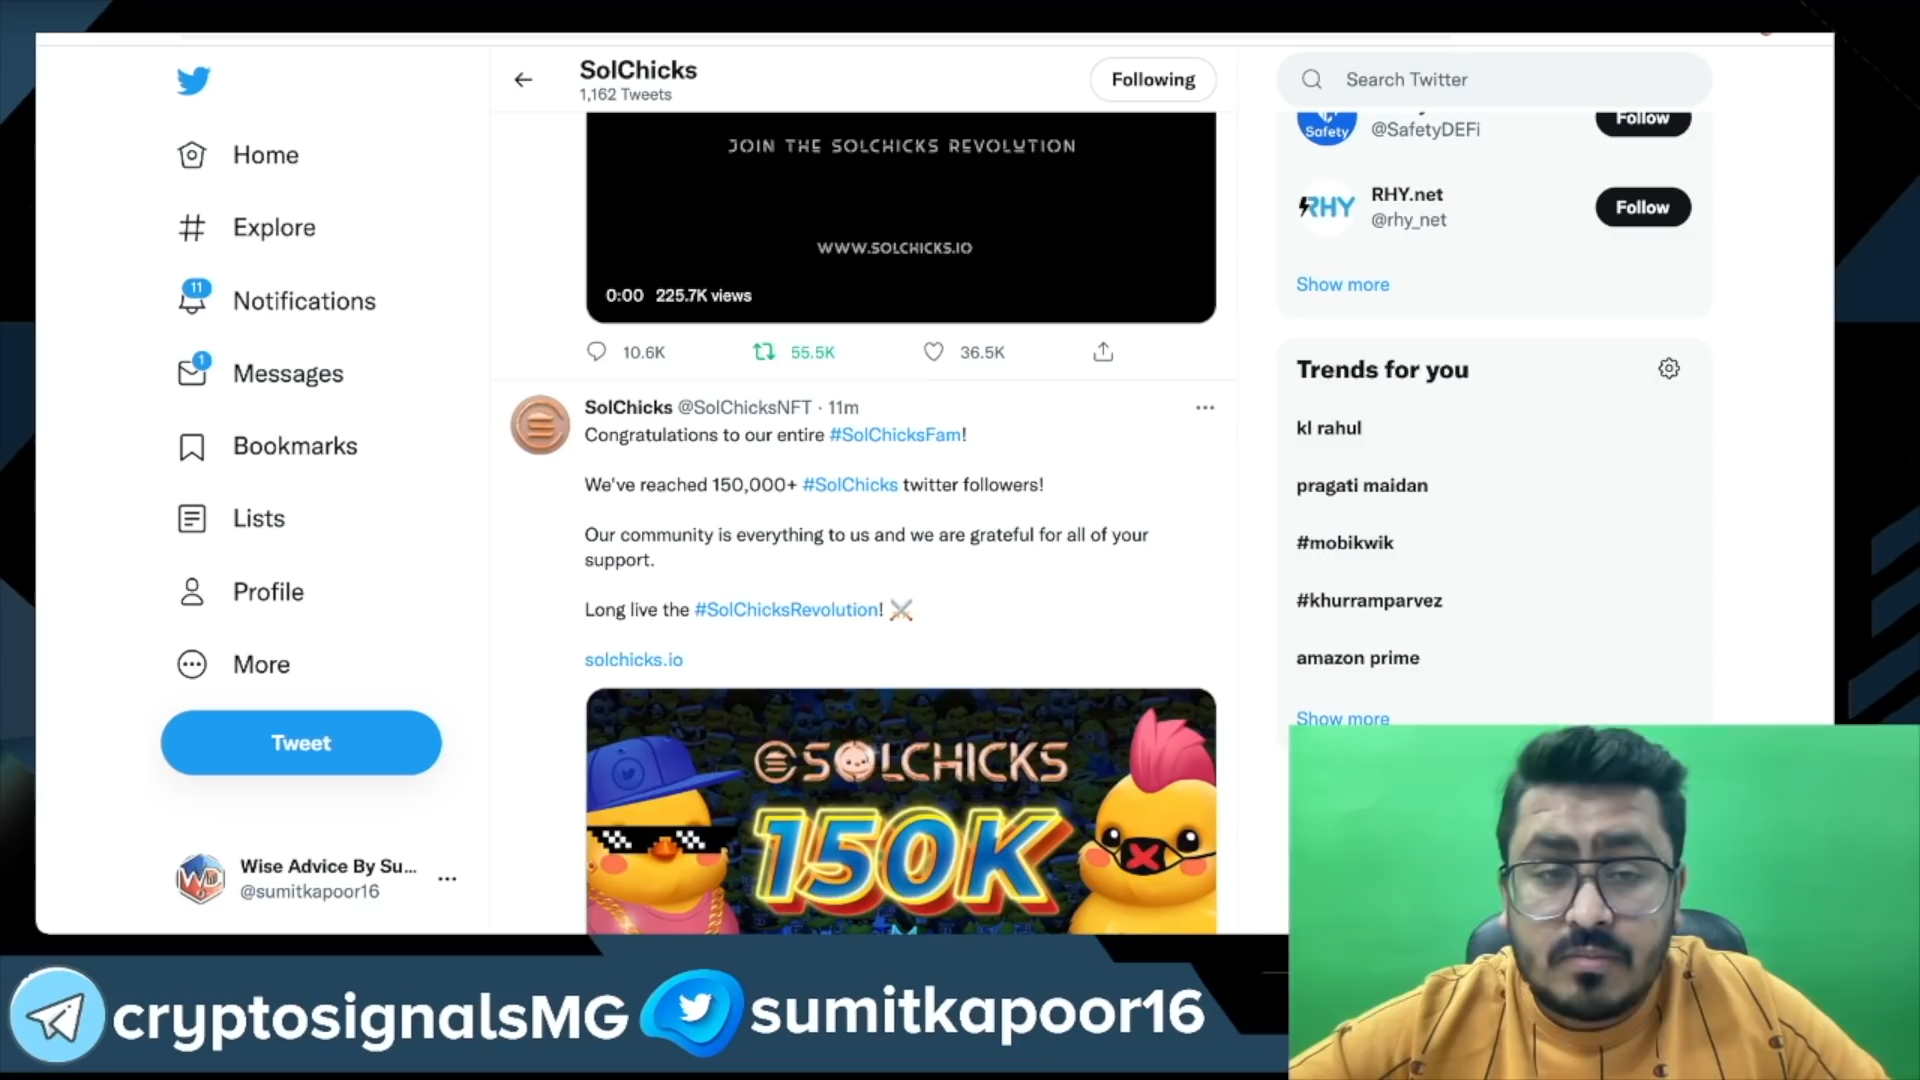 Home
Explore
11
Notifications
1
Messages
Bookmarks
Lists
Profile
More
Tweet
Wise Advice By Su...
@sumitkapoor16
SolChicks
1,162 Tweets
Following
JOIN THE SOLCHICKS REVOLUTION
WWW.SOLCHICKS.IO
0:00 225.7K views
10.6K 55.5K 36.5K
SolChicks @SolChicksNFT · 11m
Congratulations to our entire #SolChicksFam!
We've reached 150,000+ #SolChicks twitter followers!
Our community is everything to us and we are grateful for all of your
support.
Long live the #SolChicksRevolution!
solchicks.io
SOLCHICKS
150K
Search Twitter
Safety
@SafetyDEFi
Follow
RHY
RHY.net
@rhy_net
Follow
Show more
Trends for you
kl rahul
pragati maidan
#mobikwik
#khurramparvez
amazon prime
Show more
cryptosignalsMG
sumitkapoor16